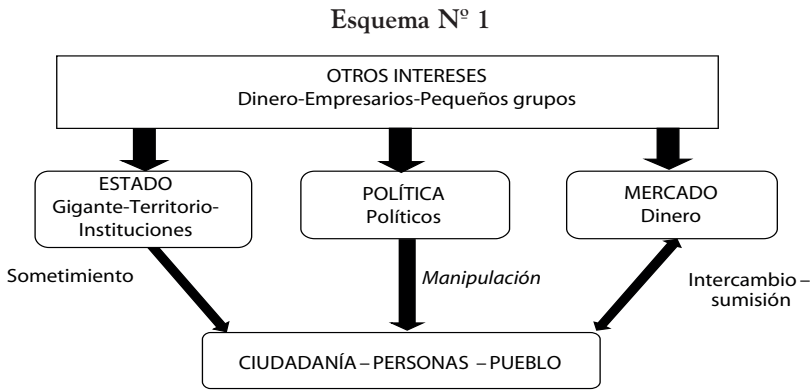 Esquema Nº 1
OTROS INTERESES
Dinero-Empresarios-Pequeños grupos
ESTADO
Gigante-Territorio-
Instituciones
POLÍTICA
Políticos
MERCADO
Dinero
Sometimiento
Manipulación
Intercambio –
sumisión
CIUDADANÍA – PERSONAS – PUEBLO